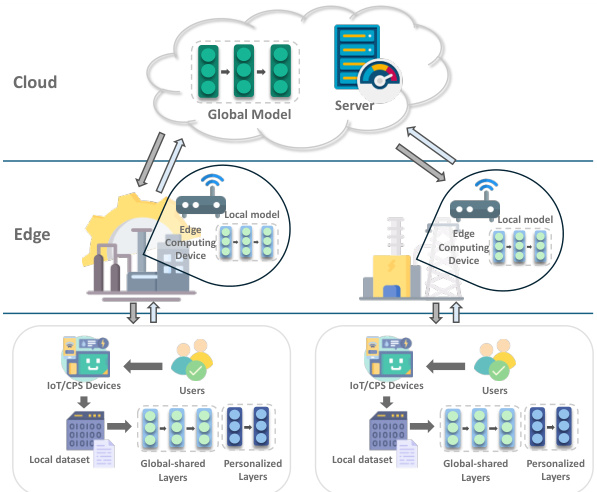 Cloud
Global Model
Server
Edge
Local model
Edge
Computing
Device
Local model
Edge
Computing
Device
IoT/CPS Devices
Users
Local dataset
Global-shared
Layers
Personalized
Layers
IoT/CPS Devices
Users
Local dataset
Global-shared
Layers
Personalized
Layers